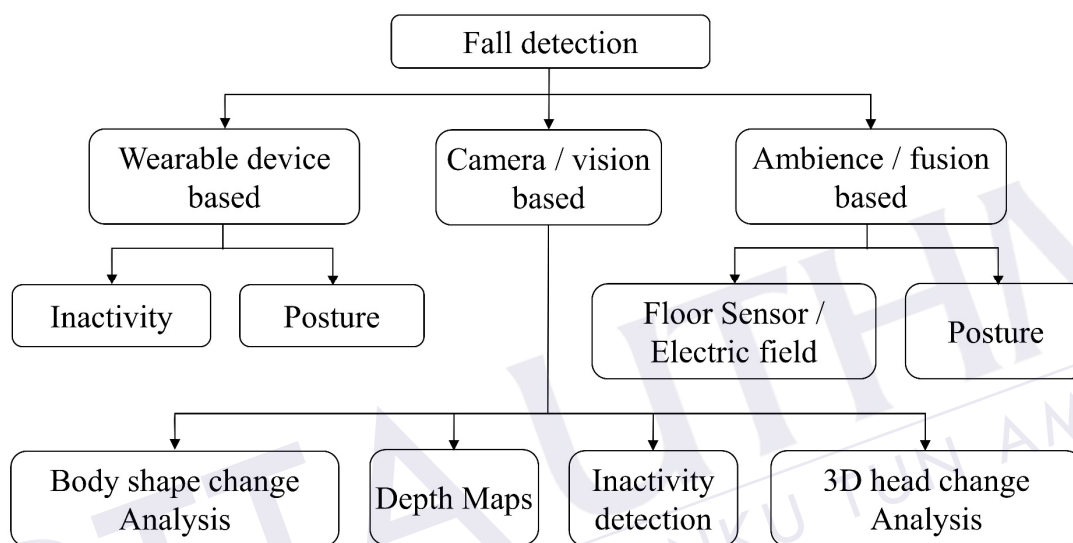 Fall detection
Wearable device
based
Camera / vision
based
Ambience / fusion
based
Inactivity
Posture
Floor Sensor /
Electric field
Posture
Body shape change
Analysis
Depth Maps
Inactivity
detection
3D head change
Analysis